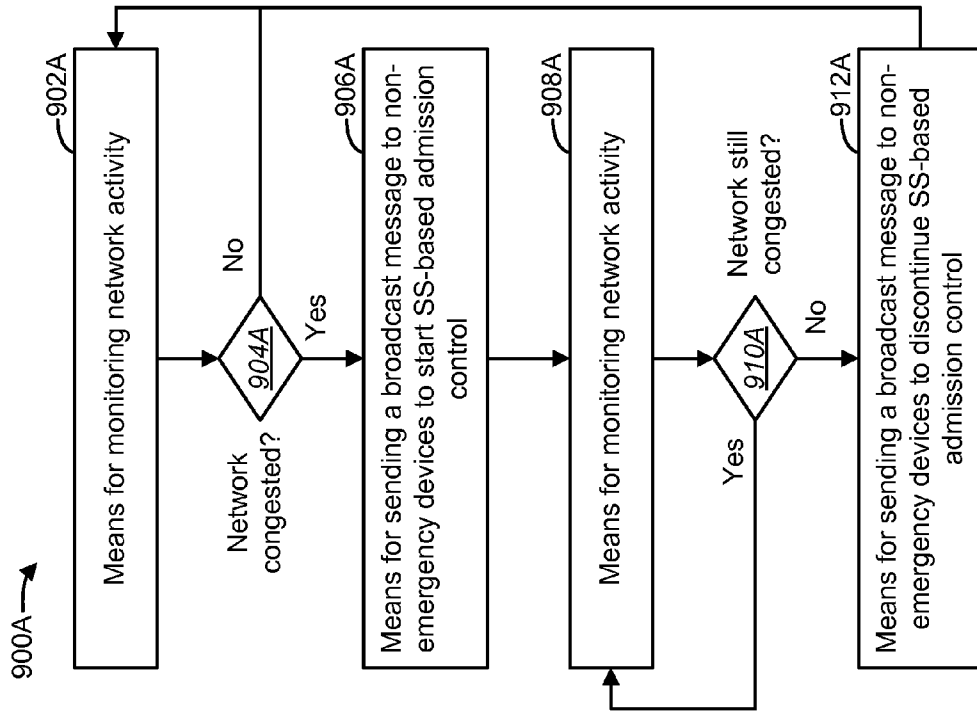 900A
902A
Means for monitoring network activity
Network
congested?
904A
No
Yes
906A
Means for sending a broadcast message to non-
emergency devices to start SS-based admission
control
908A
Means for monitoring network activity
Network still
congested?
910A
Yes
No
912A
Means for sending a broadcast message to non-
emergency devices to discontinue SS-based
admission control